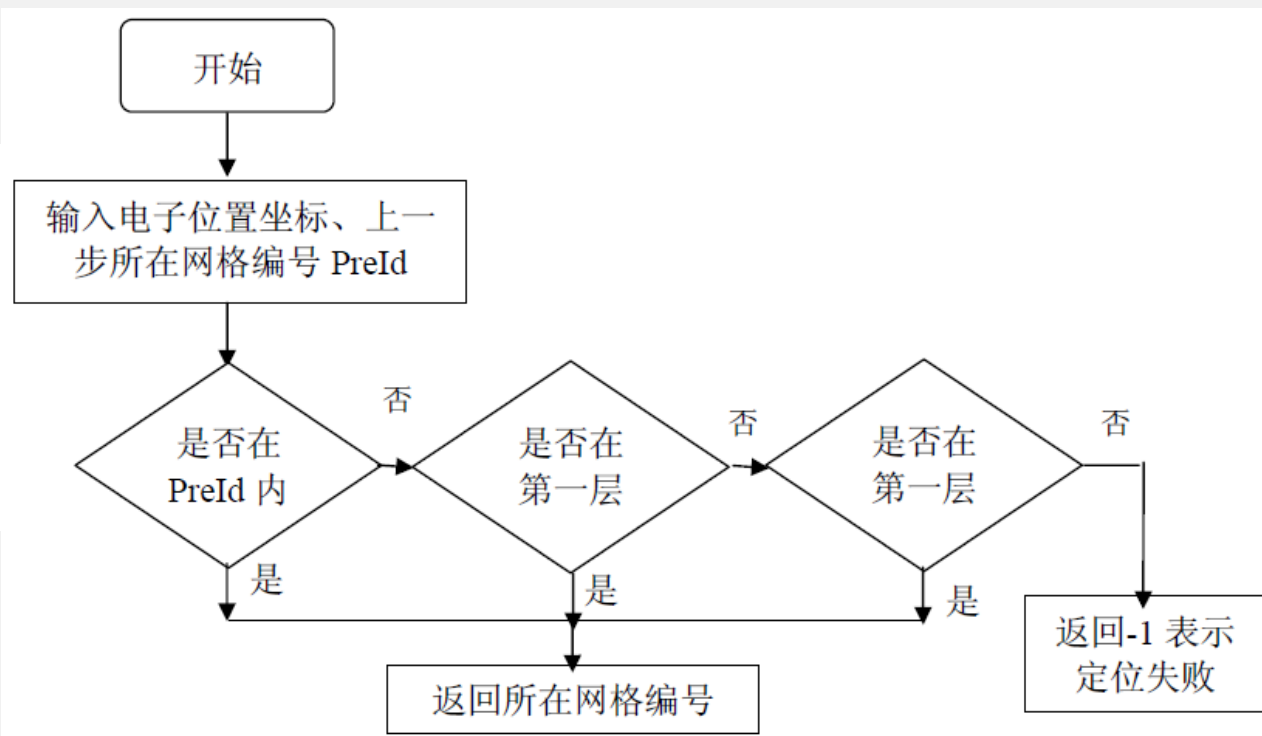 开始
输入电子位置坐标、上一
步所在网格编号 PreId
是否在
PreId 内
否
是否在
第一层
否
是否在
第一层
否
是
是
是
返回-1 表示
定位失败
返回所在网格编号